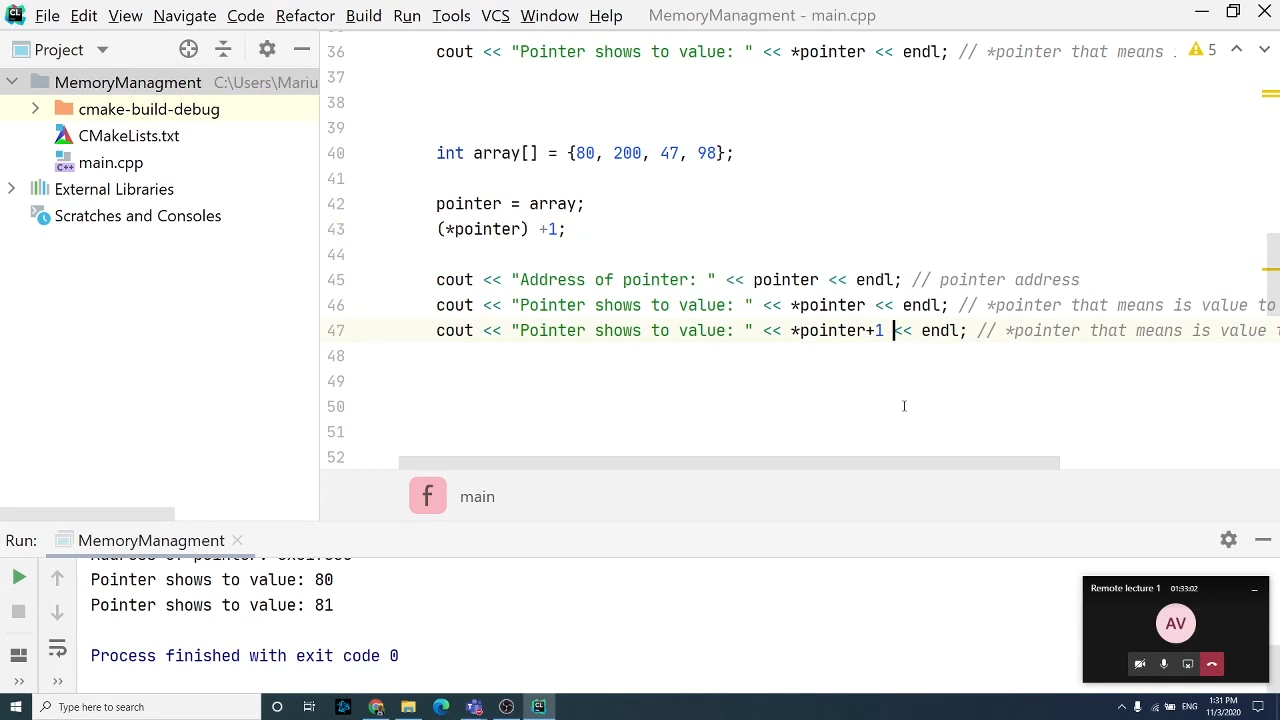 File Edit View Navigate Code Refactor Build Run Tools VCS Window Help MemoryManagment - main.cpp
Project
MemoryManagment C:\Users\Mariu
cmake-build-debug
CMakeLists.txt
main.cpp
External Libraries
Scratches and Consoles
36 cout << "Pointer shows to value: " << *pointer << endl; // *pointer that means 5
37
38
39
40 int array[] = {80, 200, 47, 98};
41
42 pointer = array;
43 (*pointer) +1;
44
45 cout << "Address of pointer: " << pointer << endl; // pointer address
46 cout << "Pointer shows to value: " << *pointer << endl; // *pointer that means is value to
47 cout << "Pointer shows to value: " << *pointer+1 << endl; // *pointer that means is value
48
49
50
51
52
f main
Run: MemoryManagment
Pointer shows to value: 80
Pointer shows to value: 81
Process finished with exit code 0
Remote lecture 1 01:33:02
AV
Type here to search
1:31 PM
11/3/2020